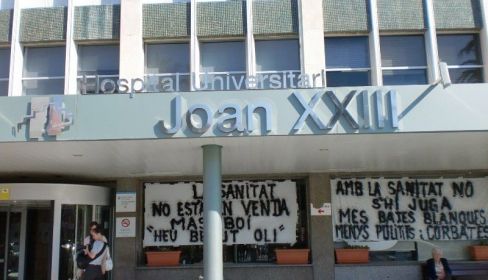 Hospital Universitari
Joan XXIII
LA SANITAT
NO ESTÀ EN VENDA
MAS BOI
"HEU BEGUT OLI"
AMB LA SANITAT NO
S'HI JUGA
MES BATES BLANQUES
MENYS POLITICS i CORBATES